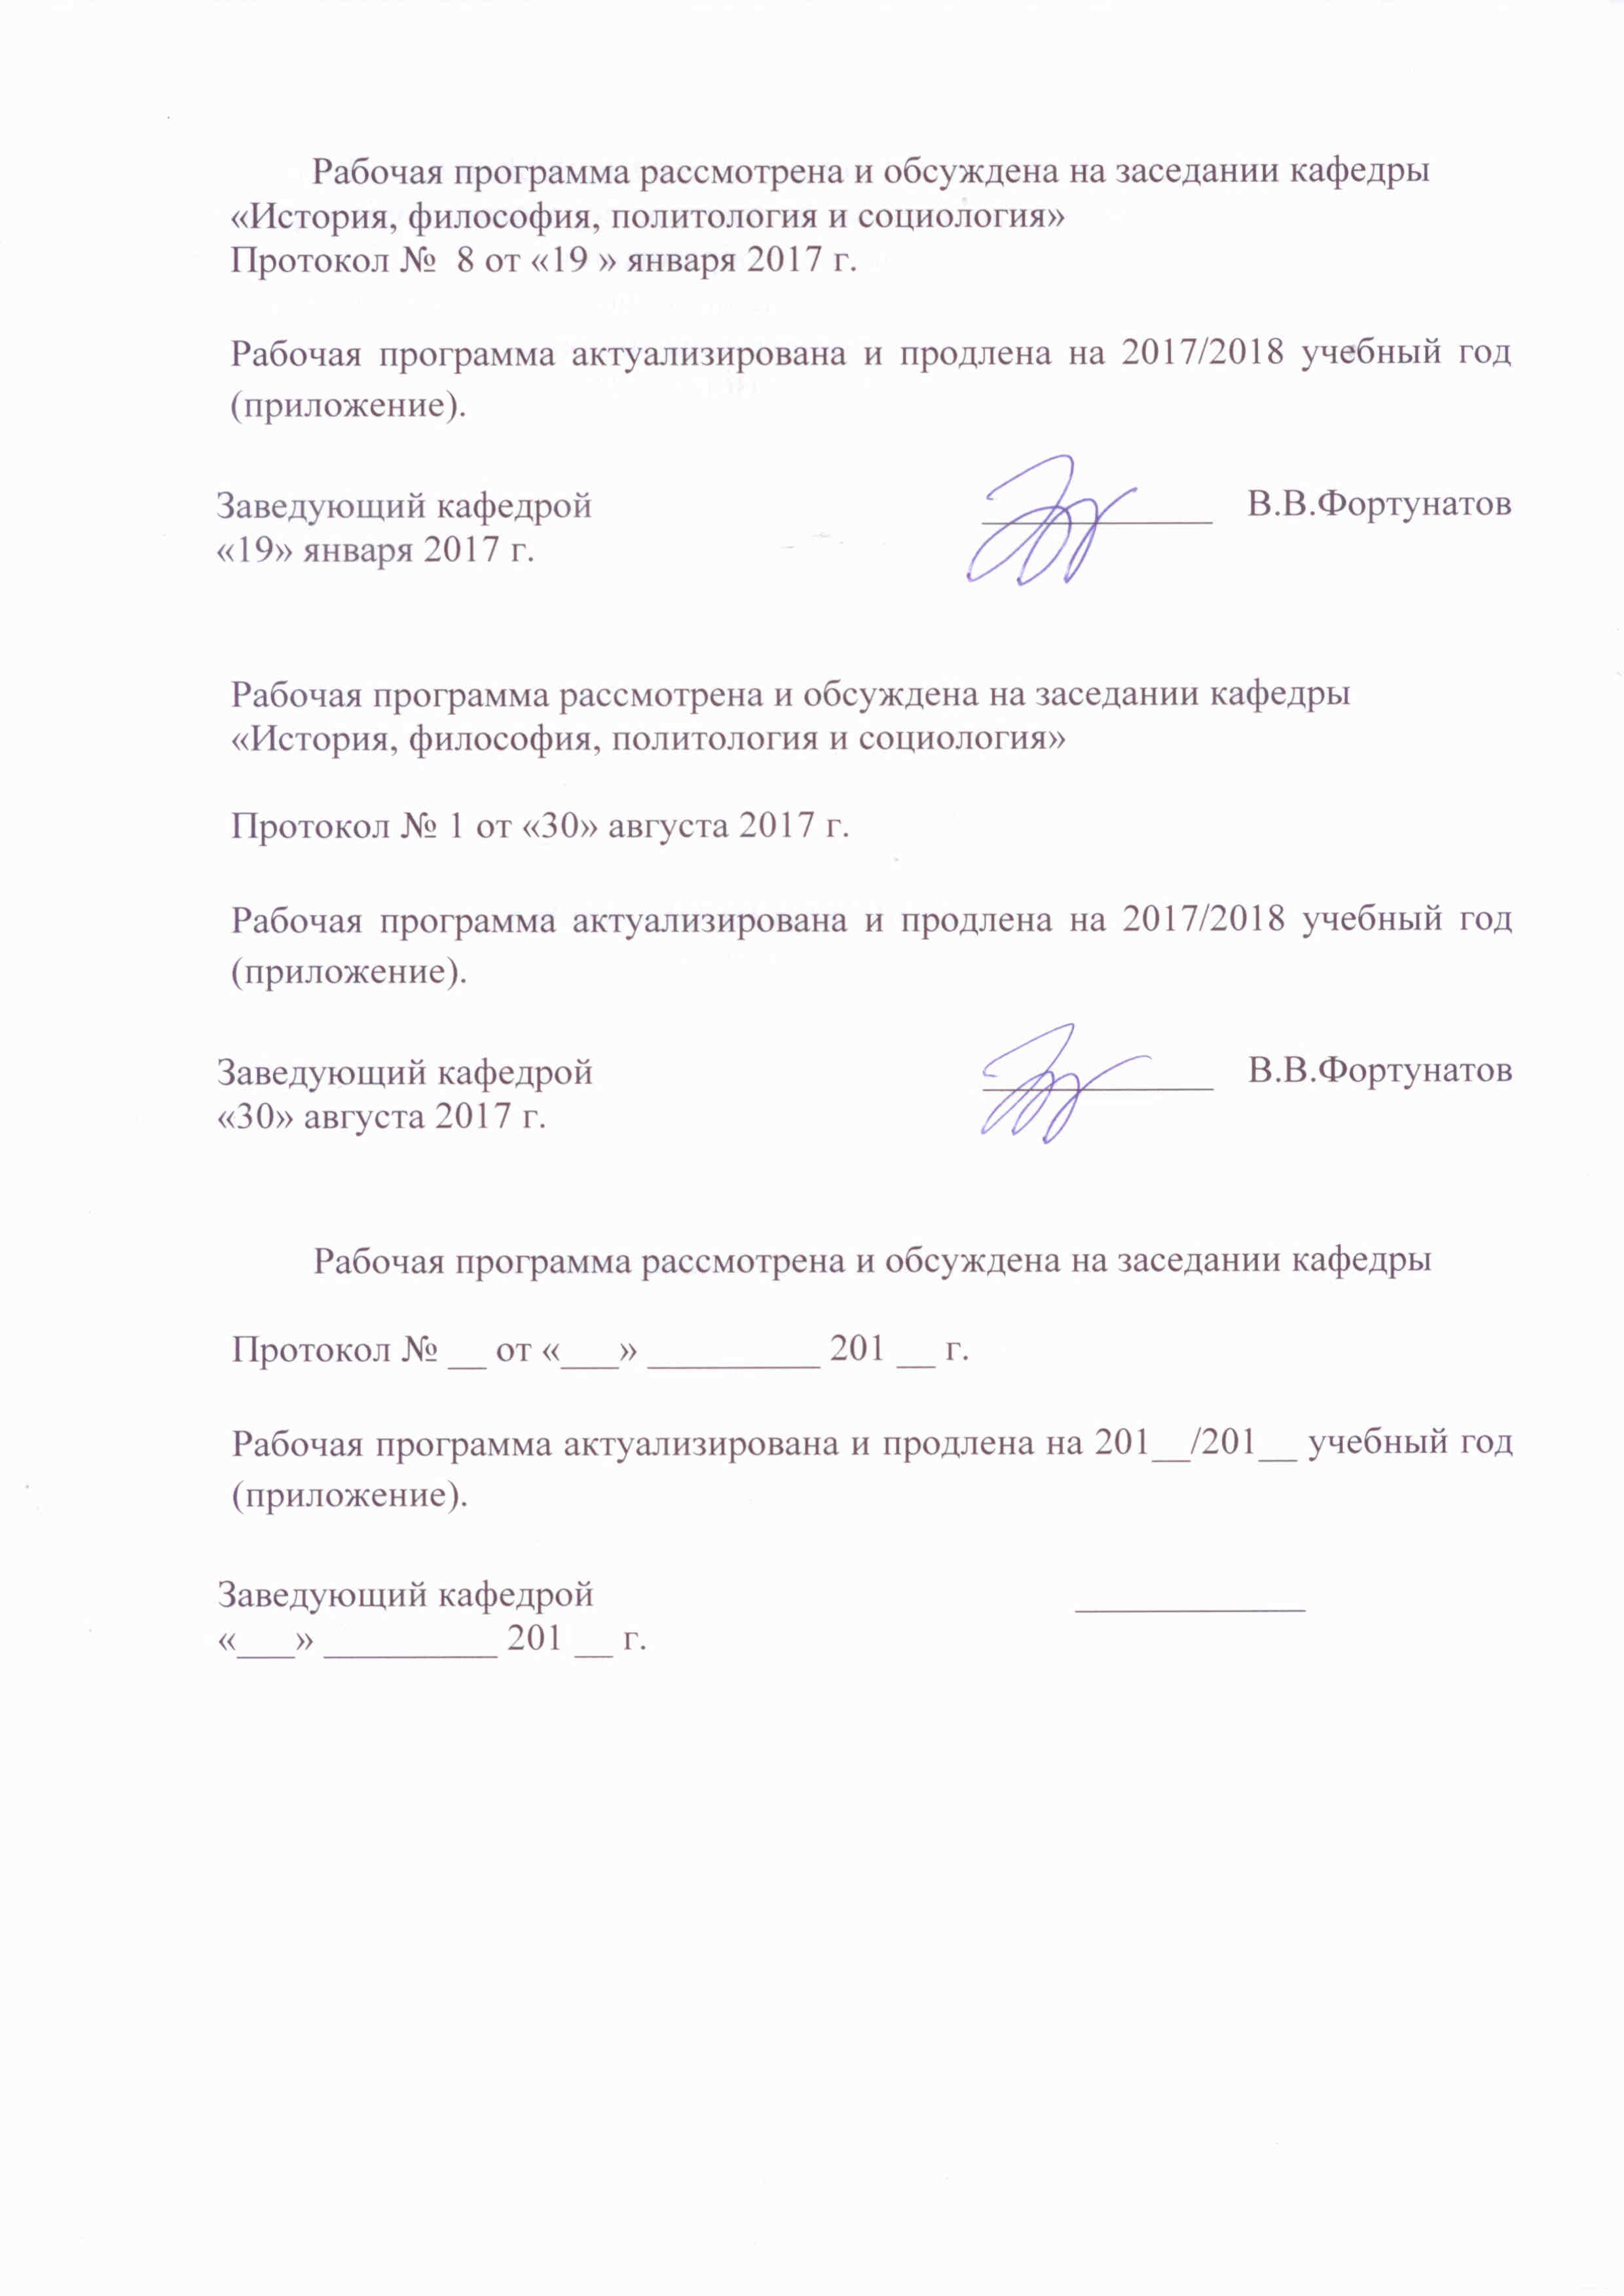 Рабочая программа рассмотрена и обсуждена на заседании кафедры
«История, философия, политология и социология»
Протокол № 8 от «19 » января 2017 г.
Рабочая программа актуализирована и продлена на 2017/2018 учебный год
(приложение).
Заведующий кафедрой ____________ В.В.Фортунатов
«19» января 2017 г.
Рабочая программа рассмотрена и обсуждена на заседании кафедры
«История, философия, политология и социология»
Протокол № 1 от «30» августа 2017 г.
Рабочая программа актуализирована и продлена на 2017/2018 учебный год
(приложение).
Заведующий кафедрой ____________ В.В.Фортунатов
«30» августа 2017 г.
Рабочая программа рассмотрена и обсуждена на заседании кафедры
Протокол № __ от «___» _________ 201 __ г.
Рабочая программа актуализирована и продлена на 201__/201__ учебный год
(приложение).
Заведующий кафедрой ____________
«___» _________ 201 __ г.